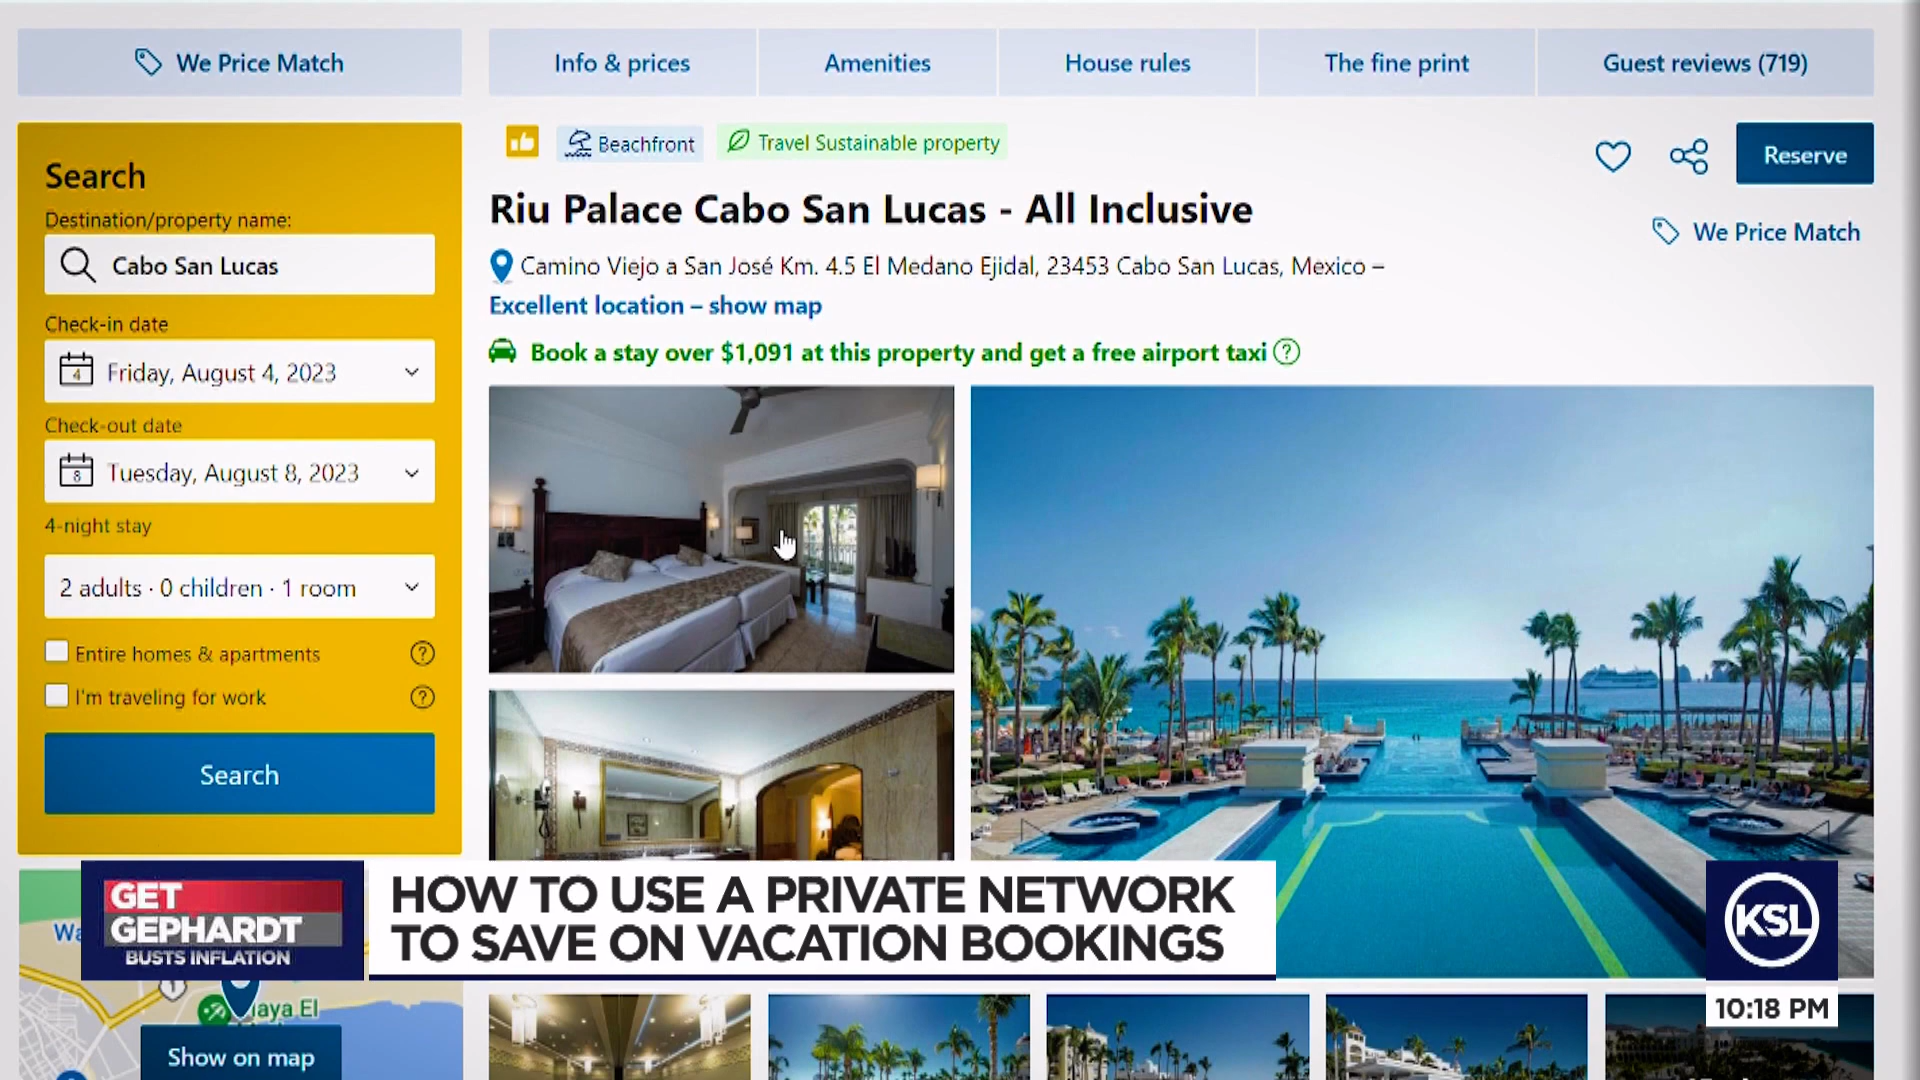 We Price Match
Info & prices
Amenities
House rules
The fine print
Guest reviews (719)
Search
Destination/property name:
Cabo San Lucas
Check-in date
4
Friday, August 4, 2023
Check-out date
8
Tuesday, August 8, 2023
4-night stay
2 adults · 0 children · 1 room
Entire homes & apartments
?
I'm traveling for work
?
Search
Beachfront
Travel Sustainable property
Reserve
Riu Palace Cabo San Lucas - All Inclusive
We Price Match
Camino Viejo a San José Km. 4.5 El Medano Ejidal, 23453 Cabo San Lucas, Mexico –
Excellent location – show map
Book a stay over $1,091 at this property and get a free airport taxi ?
GET
GEPHARDT
BUSTS INFLATION
HOW TO USE A PRIVATE NETWORK
TO SAVE ON VACATION BOOKINGS
KSL
10:18 PM
1
El
Show on map